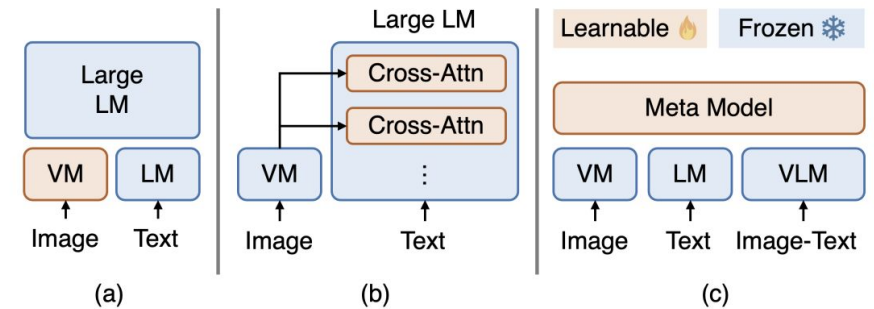 Large
LM
VM
LM
Image
Text
(a)
Large LM
Cross-Attn
Cross-Attn
VM
⋮
Image
Text
(b)
Learnable
Frozen
Meta Model
VM
LM
VLM
Image
Text
Image-Text
(c)